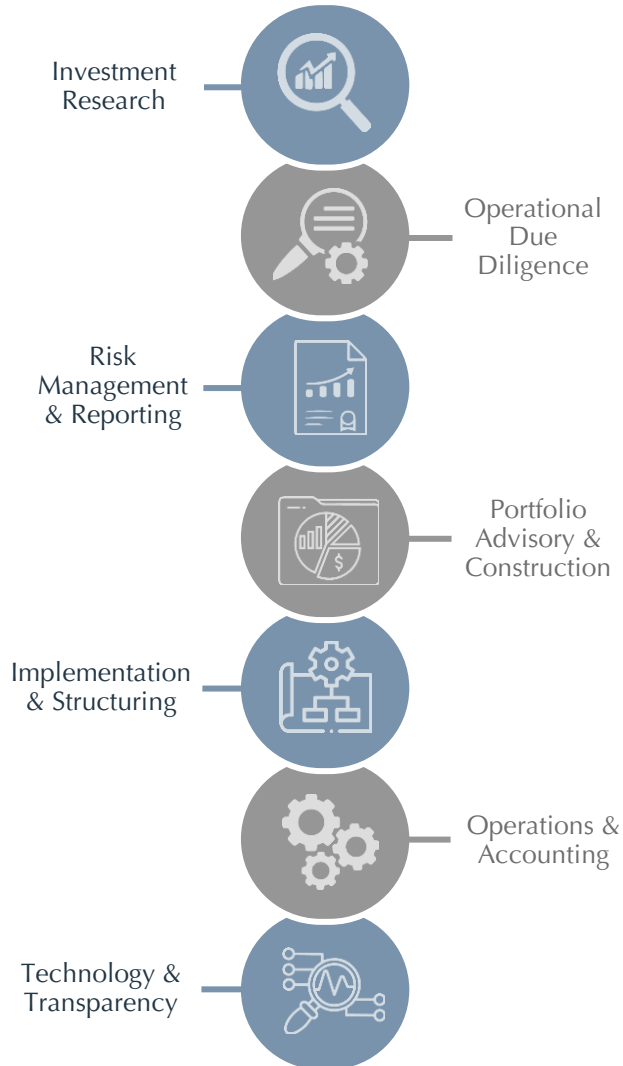 Investment
Research
Operational
Due
Diligence
Risk
Management
& Reporting
$
Portfolio
Advisory &
Construction
Implementation
& Structuring
Operations &
Accounting
Technology &
Transparency